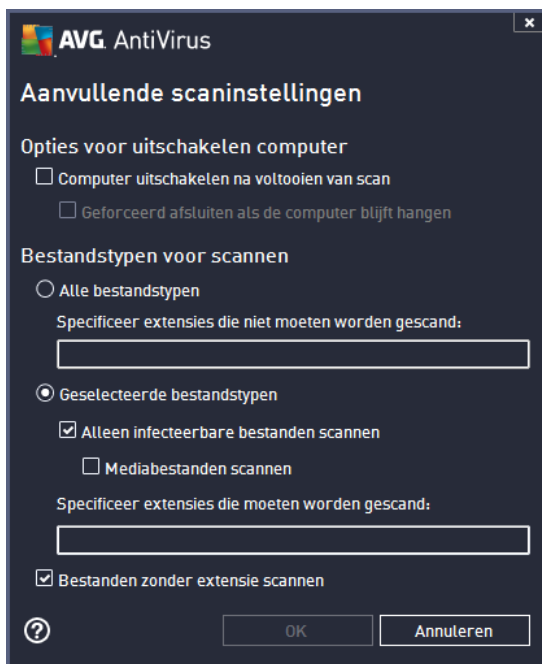 AVG. AntiVirus
x
Aanvullende scaninstellingen
Opties voor uitschakelen computer
Computer uitschakelen na voltooien van scan
Geforceerd afsluiten als de computer blijft hangen
Bestandstypen voor scannen
Alle bestandstypen
Specificeer extensies die niet moeten worden gescand:
Geselecteerde bestandstypen
Alleen infecteerbare bestanden scannen
Mediabestanden scannen
Specificeer extensies die moeten worden gescand:
Bestanden zonder extensie scannen
? OK Annuleren